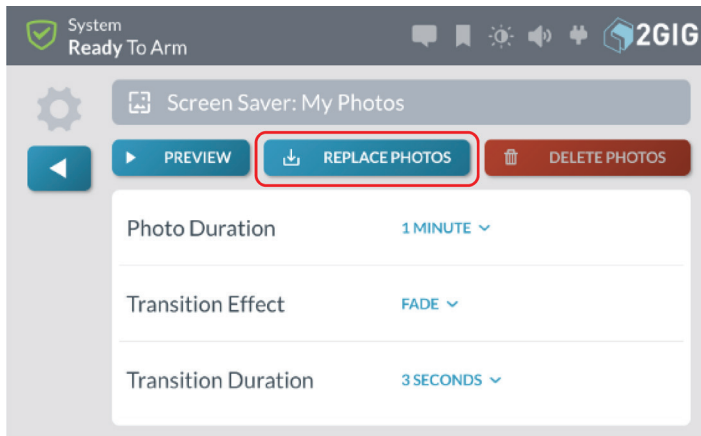 System
Ready To Arm
2GIG
Screen Saver: My Photos
PREVIEW
REPLACE PHOTOS
DELETE PHOTOS
Photo Duration 1 MINUTE
Transition Effect FADE
Transition Duration 3 SECONDS